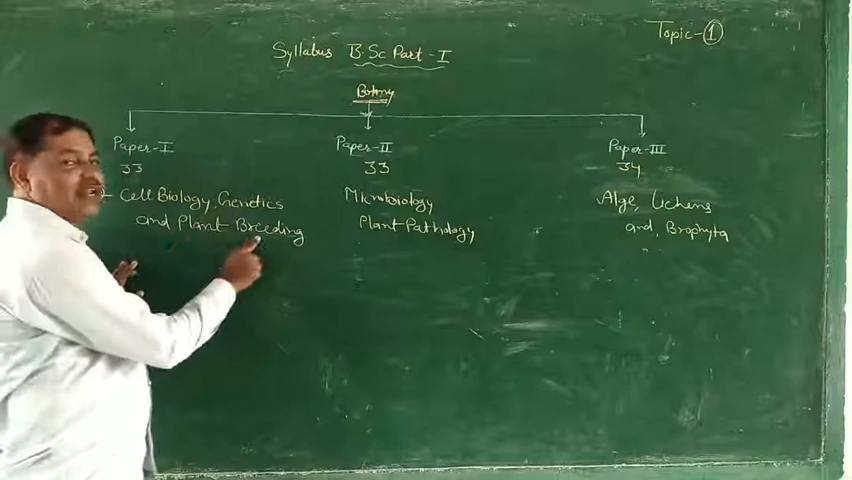 Topic-1
Syllabus B.Sc Part-I
Botany
Paper-I
33
Cell Biology, Genetics
and Plant Breeding
Paper-II
33
Microbiology
Plant Pathology
Paper-III
34
Alge, Lichens
and, Brophyta